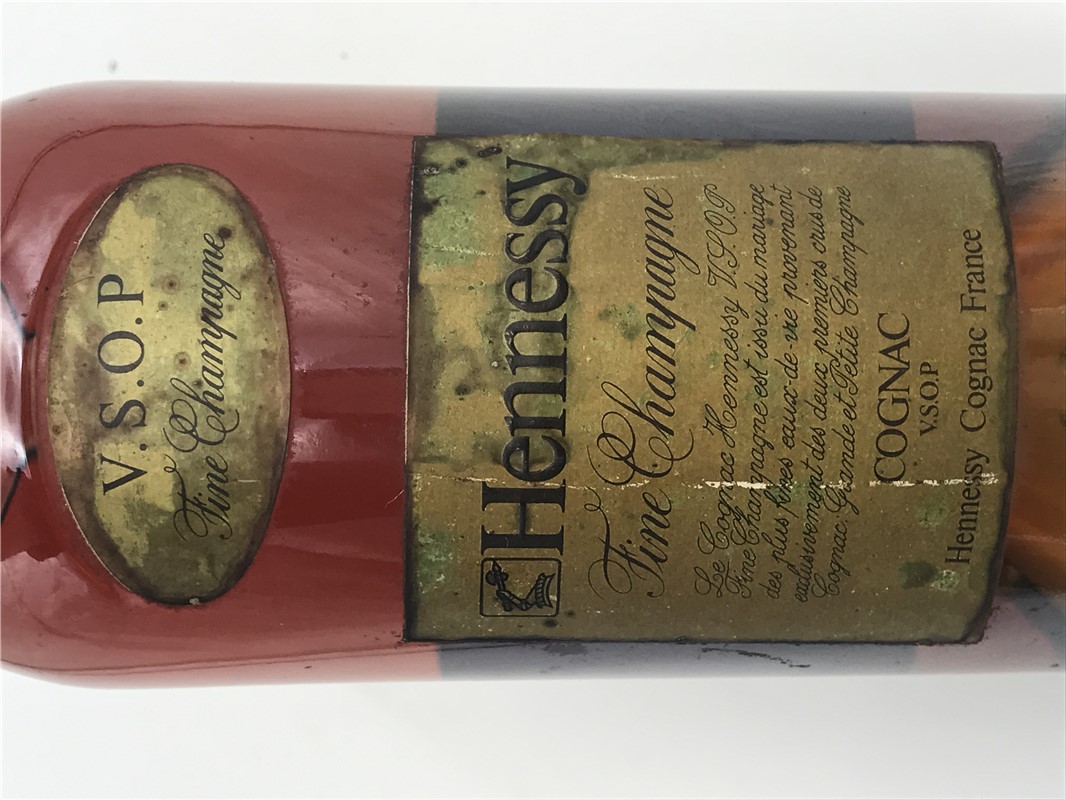 V.S.O.P
Fine Champagne
Hennessy
Fine Champagne
Le Cognac Hennessy V.S.O.P
Fine Champagne est issu du mariage
des plus fines eaux-de-vie provenant
exclusivement des deux premiers crus de
Cognac: Grande et Petite Champagne
COGNAC
V.S.O.P
Hennessy Cognac France